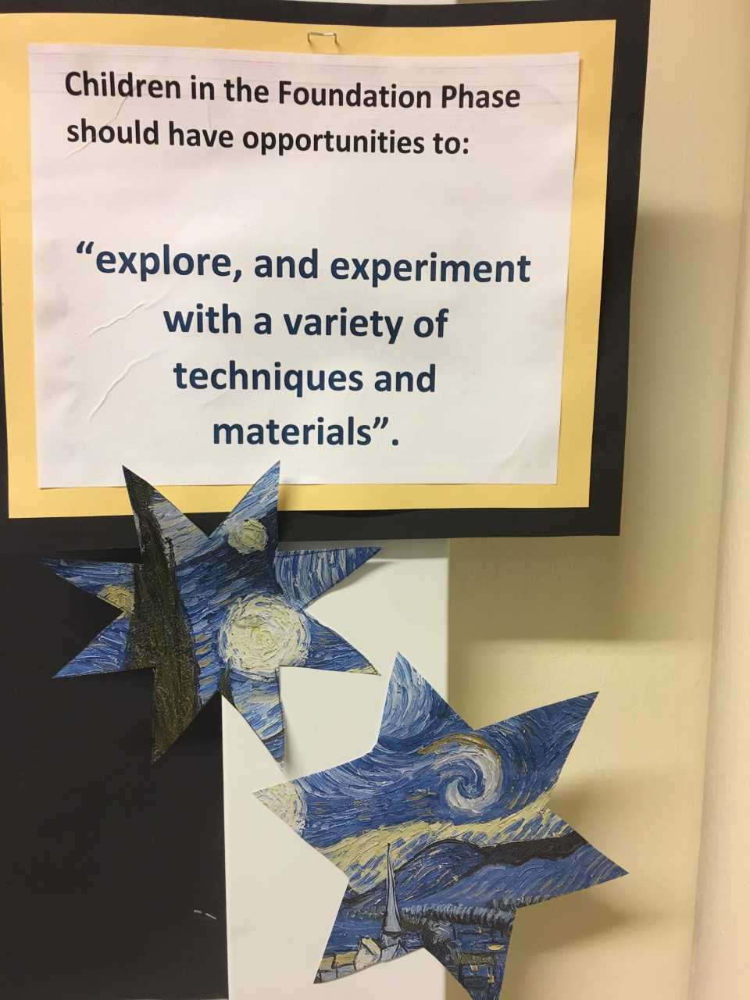 Children in the Foundation Phase
should have opportunities to:
“explore, and experiment
with a variety of
techniques and
materials”.